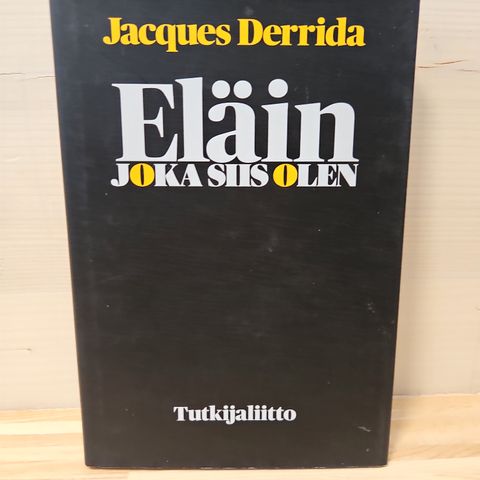 Jacques Derrida
Eläin
JOKA SIIS OLEN
Tutkijaliitto